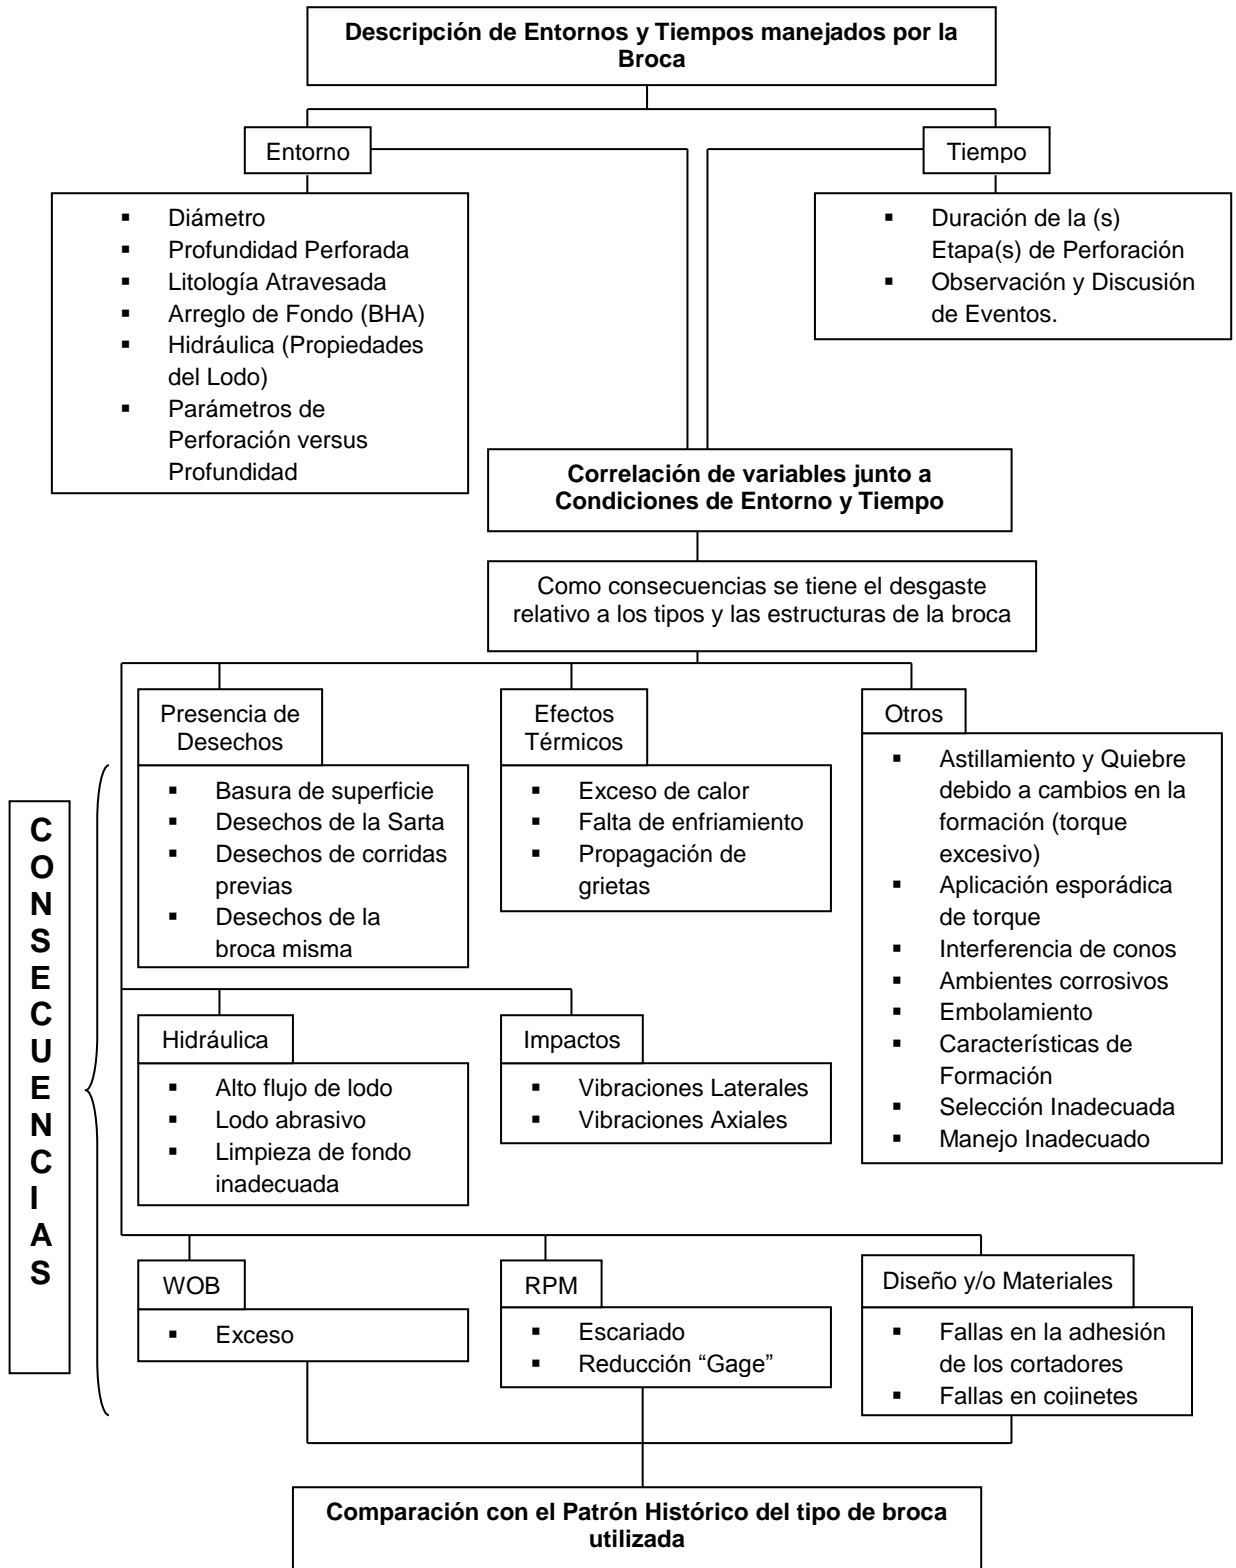 Descripción de Entornos y Tiempos manejados por la
Broca
Entorno
Tiempo
▪ Diámetro
▪ Profundidad Perforada
▪ Litología Atravesada
▪ Arreglo de Fondo (BHA)
▪ Hidráulica (Propiedades
del Lodo)
▪ Parámetros de
Perforación versus
Profundidad
▪ Duración de la (s)
Etapa(s) de Perforación
▪ Observación y Discusión
de Eventos.
Correlación de variables junto a
Condiciones de Entorno y Tiempo
Como consecuencias se tiene el desgaste
relativo a los tipos y las estructuras de la broca
C
O
N
S
E
C
U
E
N
C
I
A
S
Presencia de
Desechos
▪ Basura de superficie
▪ Desechos de la Sarta
▪ Desechos de corridas
previas
▪ Desechos de la
broca misma
Efectos
Térmicos
▪ Exceso de calor
▪ Falta de enfriamiento
▪ Propagación de
grietas
Otros
▪ Astillamiento y Quiebre
debido a cambios en la
formación (torque
excesivo)
▪ Aplicación esporádica
de torque
▪ Interferencia de conos
▪ Ambientes corrosivos
▪ Embolamiento
▪ Características de
Formación
▪ Selección Inadecuada
▪ Manejo Inadecuado
Hidráulica
▪ Alto flujo de lodo
▪ Lodo abrasivo
▪ Limpieza de fondo
inadecuada
Impactos
▪ Vibraciones Laterales
▪ Vibraciones Axiales
WOB
▪ Exceso
RPM
▪ Escariado
▪ Reducción “Gage”
Diseño y/o Materiales
▪ Fallas en la adhesión
de los cortadores
▪ Fallas en cojinetes
Comparación con el Patrón Histórico del tipo de broca
utilizada